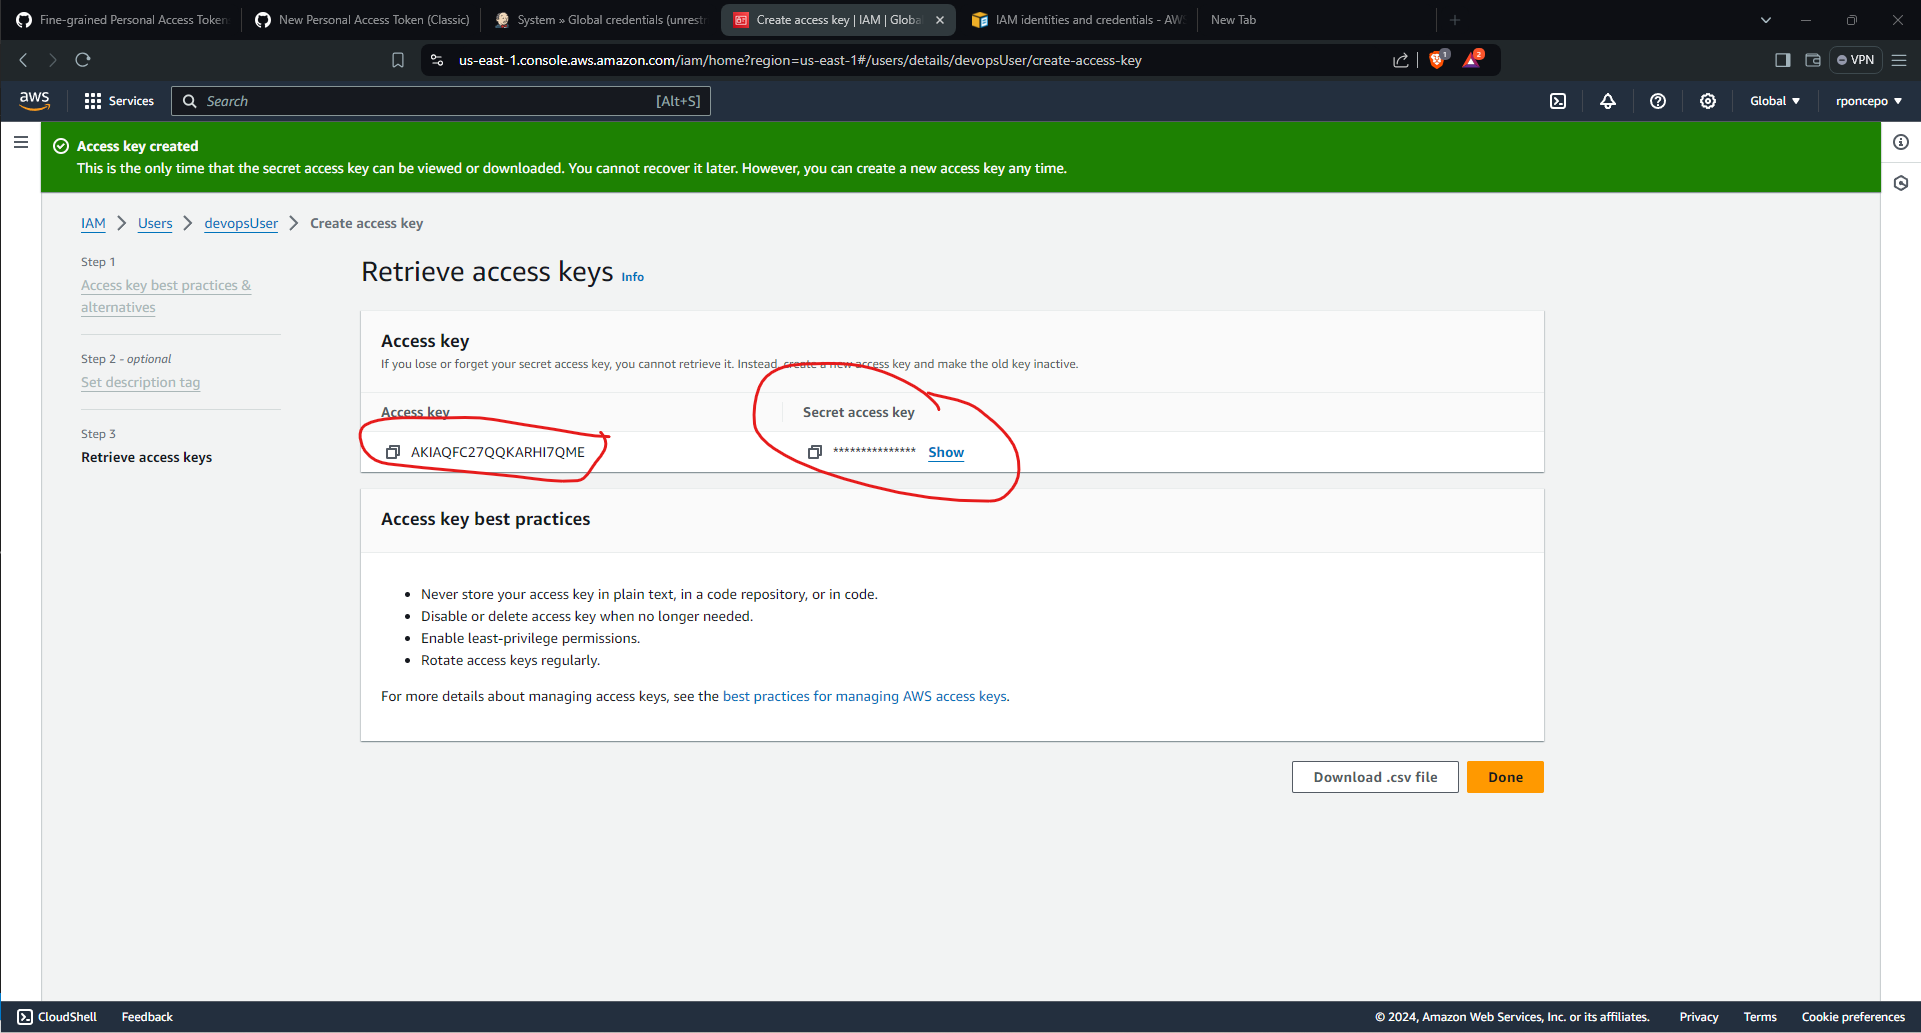 Fine-grained Personal Access Token
New Personal Access Token (Classic)
System » Global credentials (unrestr
Create access key | IAM | Globa
IAM identities and credentials - AW
New Tab
us-east-1.console.aws.amazon.com/iam/home?region=us-east-1#/users/details/devopsUser/create-access-key
1
2
VPN
aws
Services
Search
[Alt+S]
Global
rponcepo
Access key created
This is the only time that the secret access key can be viewed or downloaded. You cannot recover it later. However, you can create a new access key any time.
IAM
Users
devopsUser
Create access key
Step 1
Access key best practices &
alternatives
Step 2 - optional
Set description tag
Step 3
Retrieve access keys
Retrieve access keys Info
Access key
If you lose or forget your secret access key, you cannot retrieve it. Instead, create a new access key and make the old key inactive.
Access key
Secret access key
AKIAQFC27QQKARHI7QME
*************** Show
Access key best practices
• Never store your access key in plain text, in a code repository, or in code.
• Disable or delete access key when no longer needed.
• Enable least-privilege permissions.
• Rotate access keys regularly.
For more details about managing access keys, see the best practices for managing AWS access keys.
Download .csv file
Done
CloudShell
Feedback
© 2024, Amazon Web Services, Inc. or its affiliates.
Privacy
Terms
Cookie preferences